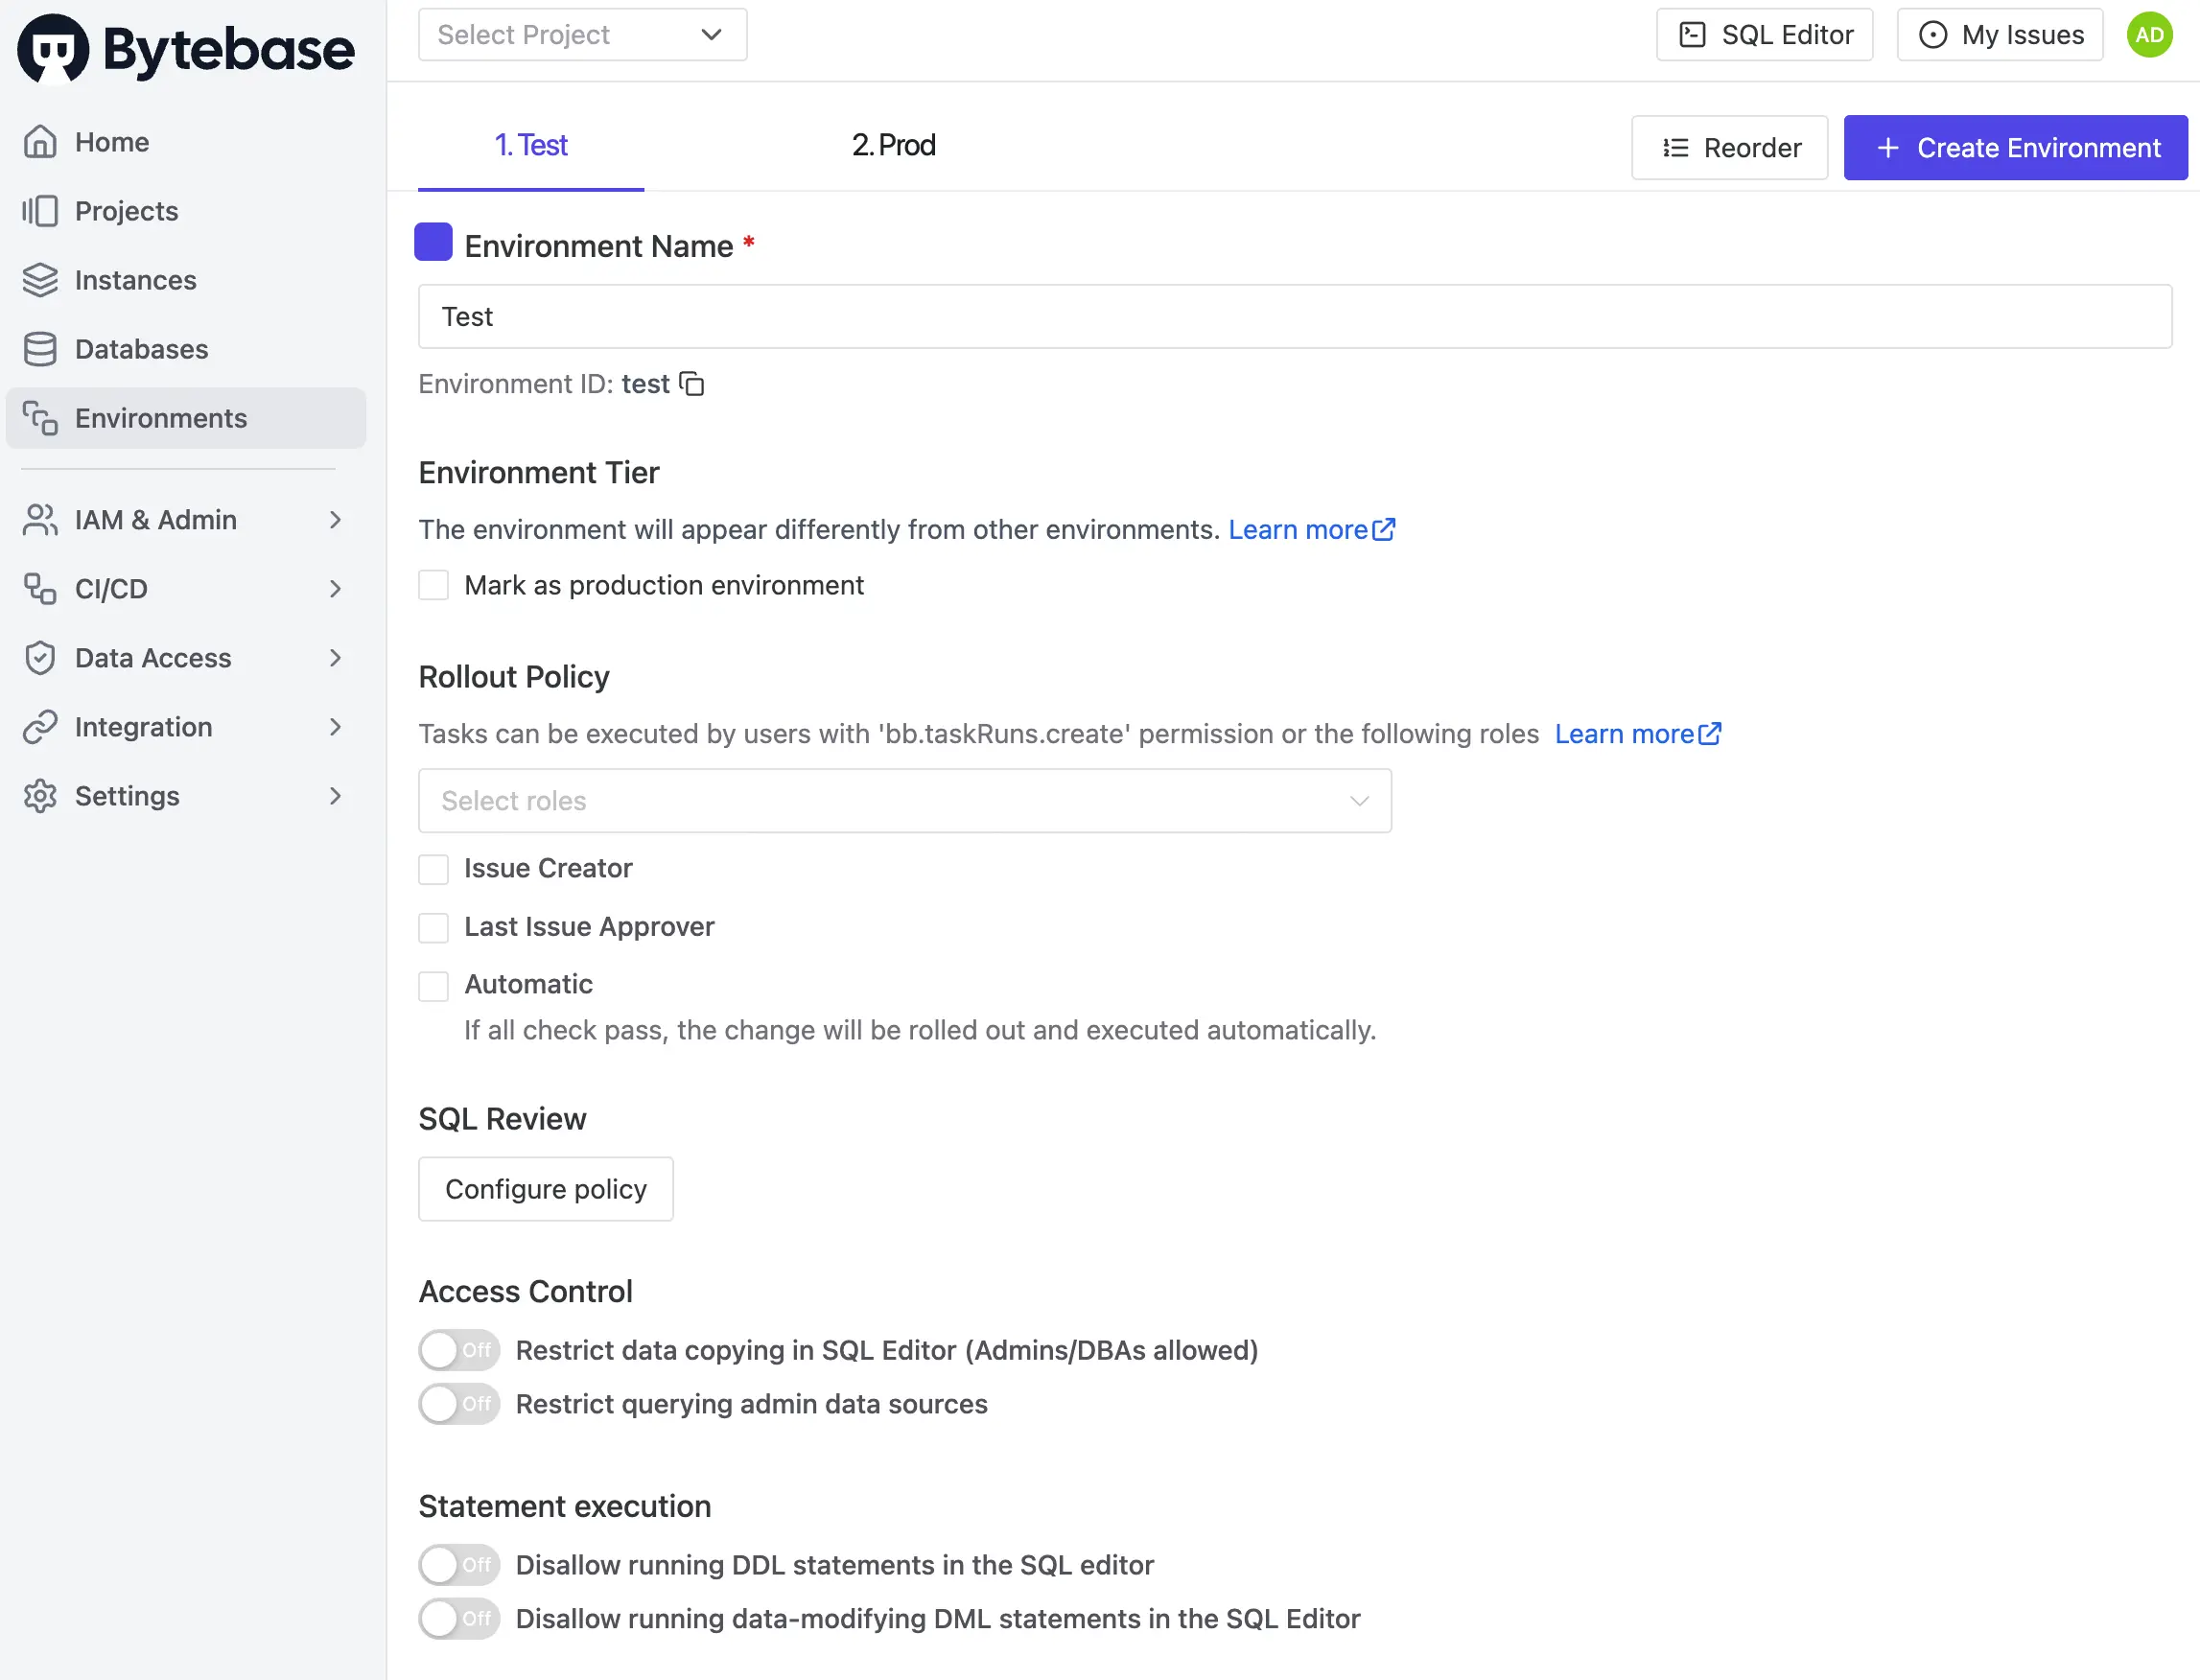 Bytebase
Select Project
SQL Editor
My Issues
AD
Home
Projects
Instances
Databases
Environments
IAM & Admin
CI/CD
Data Access
Integration
Settings
1. Test
2. Prod
Reorder
+ Create Environment
Environment Name *
Test
Environment ID: test
Environment Tier
The environment will appear differently from other environments. Learn more
Mark as production environment
Rollout Policy
Tasks can be executed by users with 'bb.taskRuns.create' permission or the following roles Learn more
Select roles
Issue Creator
Last Issue Approver
Automatic
If all check pass, the change will be rolled out and executed automatically.
SQL Review
Configure policy
Access Control
Off Restrict data copying in SQL Editor (Admins/DBAs allowed)
Off Restrict querying admin data sources
Statement execution
Off Disallow running DDL statements in the SQL editor
Off Disallow running data-modifying DML statements in the SQL Editor